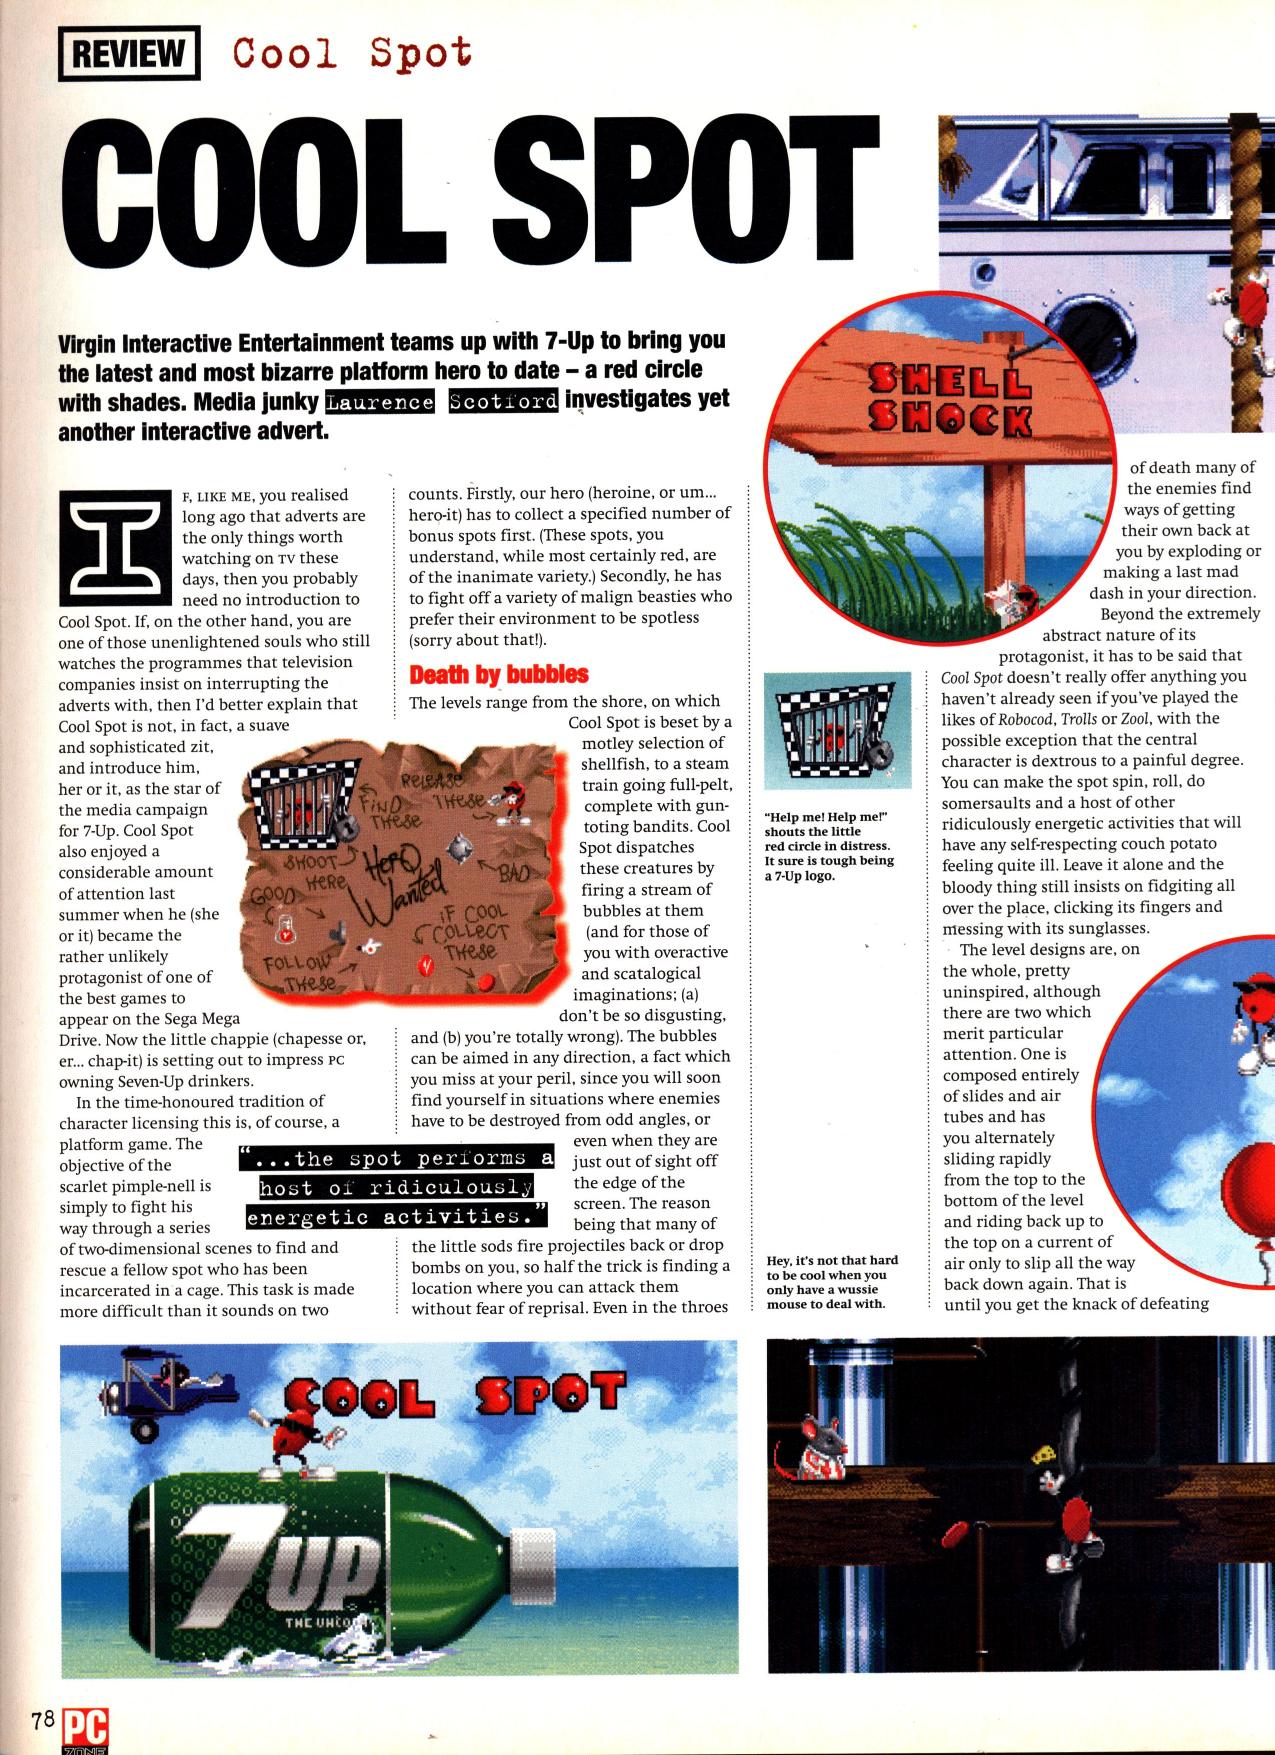 REVIEW Cool Spot
COOL SPOT
Virgin Interactive Entertainment teams up with 7-Up to bring you
the latest and most bizarre platform hero to date – a red circle
with shades. Media junky Laurence Scotford investigates yet
another interactive advert.
IF, LIKE ME, you realised
long ago that adverts are
the only things worth
watching on TV these
days, then you probably
need no introduction to
Cool Spot. If, on the other hand, you are
one of those unenlightened souls who still
watches the programmes that television
companies insist on interrupting the
adverts with, then I'd better explain that
Cool Spot is not, in fact, a suave
and sophisticated zit,
and introduce him,
her or it, as the star of
the media campaign
for 7-Up. Cool Spot
also enjoyed a
considerable amount
of attention last
summer when he (she
or it) became the
rather unlikely
protagonist of one of
the best games to
appear on the Sega Mega
Drive. Now the little chappie (chapesse or,
er... chap-it) is setting out to impress PC
owning Seven-Up drinkers.
In the time-honoured tradition of
character licensing this is, of course, a
platform game. The
objective of the
scarlet pimple-nell is
simply to fight his
way through a series
of two-dimensional scenes to find and
rescue a fellow spot who has been
incarcerated in a cage. This task is made
more difficult than it sounds on two
counts. Firstly, our hero (heroine, or um...
hero-it) has to collect a specified number of
bonus spots first. (These spots, you
understand, while most certainly red, are
of the inanimate variety.) Secondly, he has
to fight off a variety of malign beasties who
prefer their environment to be spotless
(sorry about that!).
Death by bubbles
The levels range from the shore, on which
Cool Spot is beset by a
motley selection of
shellfish, to a steam
train going full-pelt,
complete with gun-
toting bandits. Cool
Spot dispatches
these creatures by
firing a stream of
bubbles at them
(and for those of
you with overactive
and scatalogical
imaginations; (a)
don't be so disgusting,
and (b) you're totally wrong). The bubbles
can be aimed in any direction, a fact which
you miss at your peril, since you will soon
find yourself in situations where enemies
have to be destroyed from odd angles, or
even when they are
just out of sight off
the edge of the
screen. The reason
being that many of
the little sods fire projectiles back or drop
bombs on you, so half the trick is finding a
location where you can attack them
without fear of reprisal. Even in the throes
RELEASE
THESE
FIND
THESE
SHOOT
HERE
HERO
Wanted
BAD
GOOD
IF COOL
COLLECT
THESE
FOLLOW
THESE
"...the spot performs a
host of ridiculously
energetic activities."
SHELL
SHOCK
"Help me! Help me!"
shouts the little
red circle in distress.
It sure is tough being
a 7-Up logo.
Hey, it's not that hard
to be cool when you
only have a wussie
mouse to deal with.
of death many of
the enemies find
ways of getting
their own back at
you by exploding or
making a last mad
dash in your direction.
Beyond the extremely
abstract nature of its
protagonist, it has to be said that
Cool Spot doesn't really offer anything you
haven't already seen if you've played the
likes of Robocod, Trolls or Zool, with the
possible exception that the central
character is dextrous to a painful degree.
You can make the spot spin, roll, do
somersaults and a host of other
ridiculously energetic activities that will
have any self-respecting couch potato
feeling quite ill. Leave it alone and the
bloody thing still insists on fidgiting all
over the place, clicking its fingers and
messing with its sunglasses.
The level designs are, on
the whole, pretty
uninspired, although
there are two which
merit particular
attention. One is
composed entirely
of slides and air
tubes and has
you alternately
sliding rapidly
from the top to the
bottom of the level
and riding back up to
the top on a current of
air only to slip all the way
back down again. That is
until you get the knack of defeating
COOL SPOT
7UP
THE UNCO
78 PC
ZONE